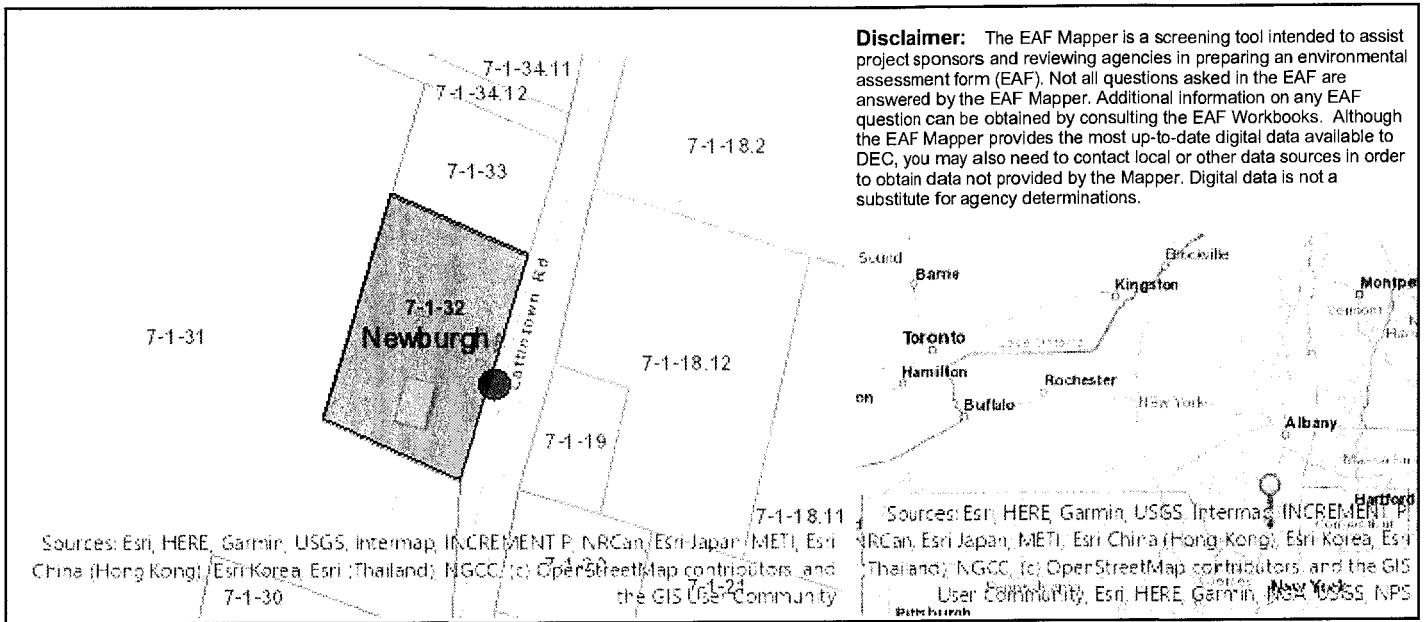 Disclaimer: The EAF Mapper is a screening tool intended to assist
project sponsors and reviewing agencies in preparing an environmental
assessment form (EAF). Not all questions asked in the EAF are
answered by the EAF Mapper. Additional information on any EAF
question can be obtained by consulting the EAF Workbooks. Although
the EAF Mapper provides the most up-to-date digital data available to
DEC, you may also need to contact local or other data sources in order
to obtain data not provided by the Mapper. Digital data is not a
substitute for agency determinations.
7-1-34.11
7-1-34.12
7-1-33
7-1-18.2
7-1-32
Newburgh
7-1-31
7-1-18.12
7-1-19
7-1-18.11
Sources: Esri, HERE, Garmin, USGS, Intermap, INCREMENT P, NRCan, Esri Japan, METI, Esri
China (Hong Kong), Esri Korea, Esri (Thailand), NGCC, (c) OpenStreetMap contributors, and
the GIS User Community
7-1-30
7-1-20
7-1-21
Barrie
Brockville
Kingston
Montpe
Vermont
Toronto
Hamilton
Rochester
on
Buffalo
New York
Albany
Hartford
Sources: Esri, HERE, Garmin, USGS, Intermap, INCREMENT P,
NRCan, Esri Japan, METI, Esri China (Hong Kong), Esri Korea, Esri
(Thailand), NGCC, (c) OpenStreetMap contributors, and the GIS
User Community, Esri, HERE, Garmin, USGS, NPS
New York
Pittsburgh